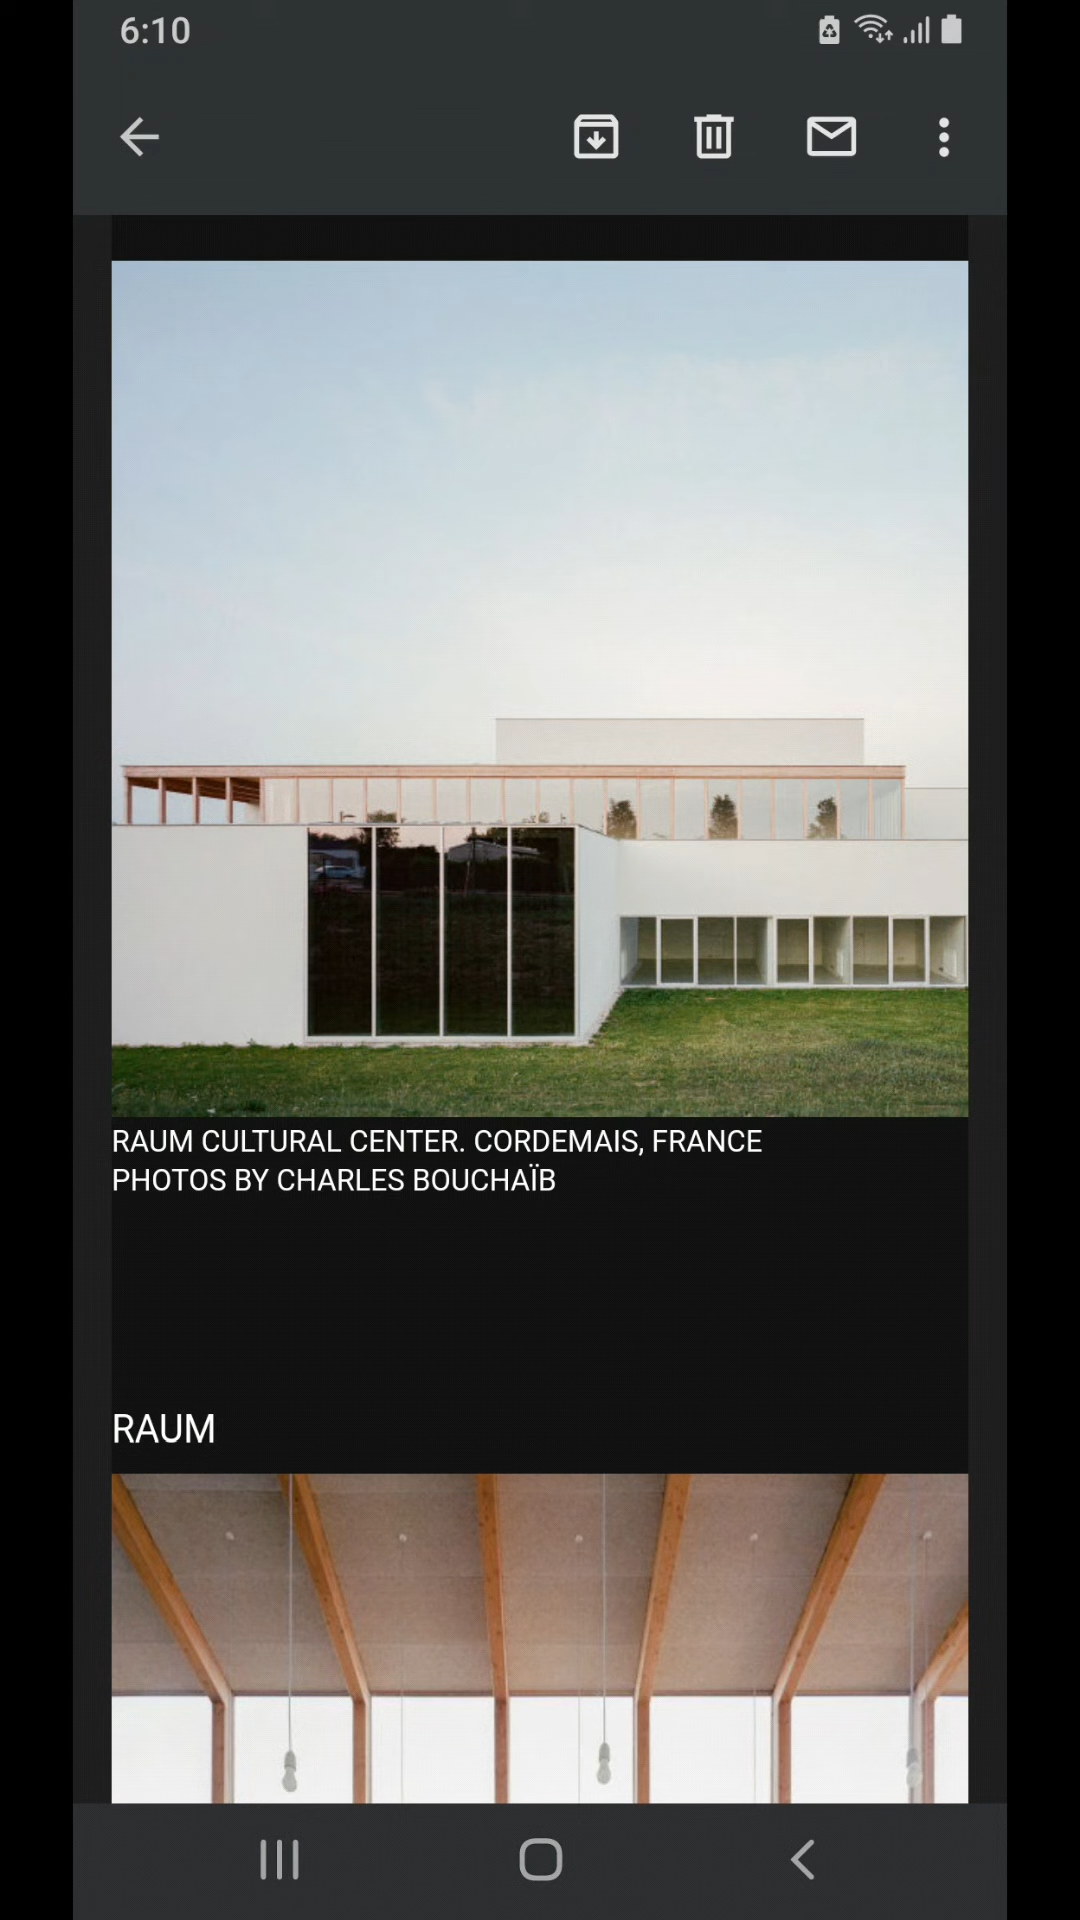 6:10
RAUM CULTURAL CENTER. CORDEMAIS, FRANCE
PHOTOS BY CHARLES BOUCHAÏB
RAUM